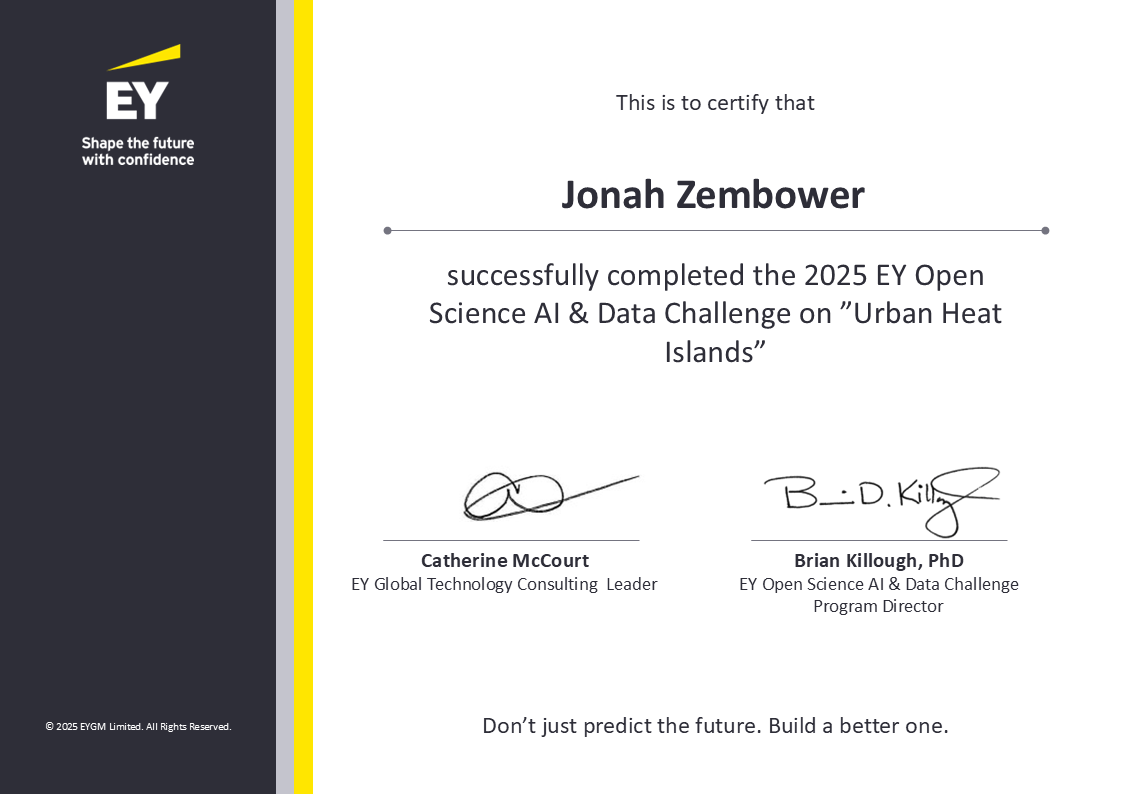 EY
Shape the future
with confidence
This is to certify that
Jonah Zembower
successfully completed the 2025 EY Open
Science AI & Data Challenge on ”Urban Heat
Islands”
Brian D. Killough
Catherine McCourt
EY Global Technology Consulting Leader
Brian Killough, PhD
EY Open Science AI & Data Challenge
Program Director
© 2025 EYGM Limited. All Rights Reserved.
Don’t just predict the future. Build a better one.